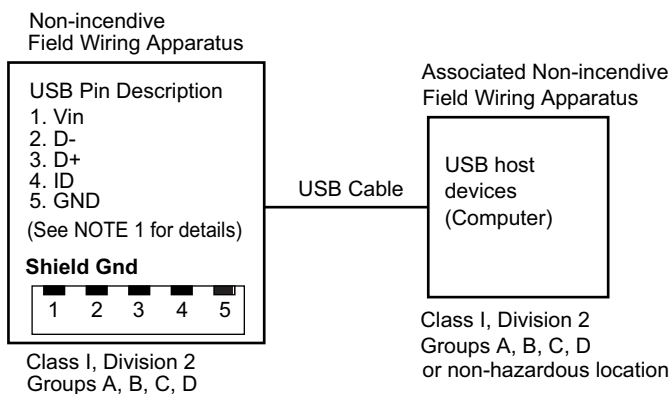 Non-incendive
Field Wiring Apparatus
USB Pin Description
1. Vin
2. D-
3. D+
4. ID
5. GND
(See NOTE 1 for details)
Shield Gnd
1 2 3 4 5
Class I, Division 2
Groups A, B, C, D
USB Cable
Associated Non-incendive
Field Wiring Apparatus
USB host
devices
(Computer)
Class I, Division 2
Groups A, B, C, D
or non-hazardous location